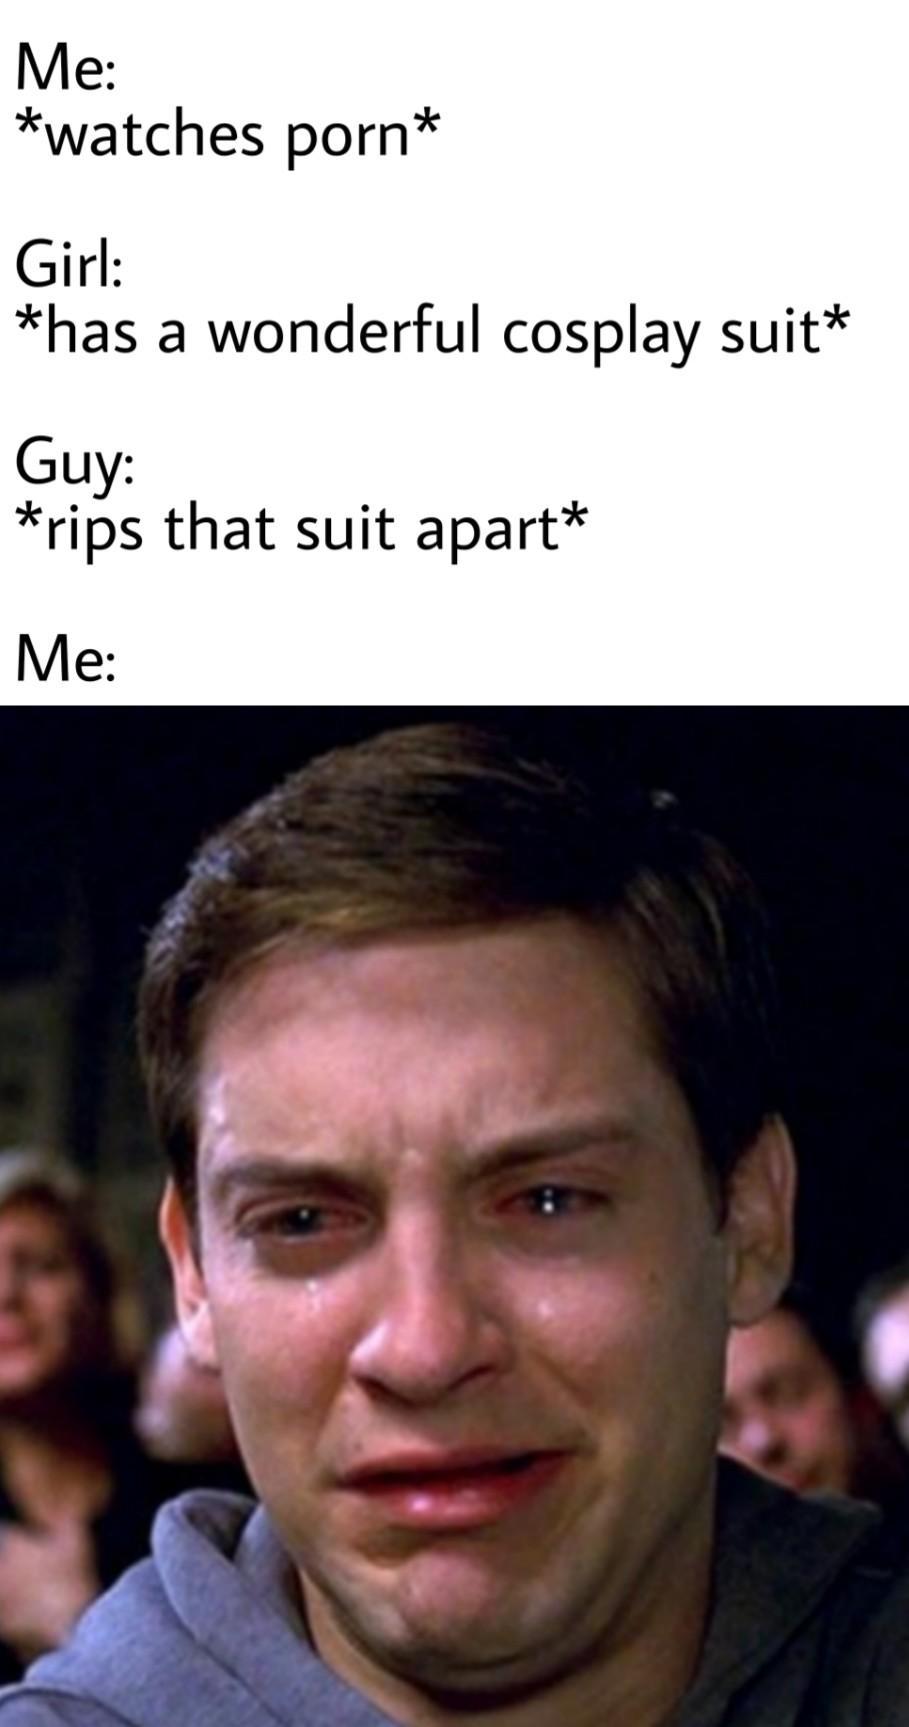 Me:
*watches porn*
Girl:
*has a wonderful cosplay suit*
Guy:
*rips that suit apart*
Me: